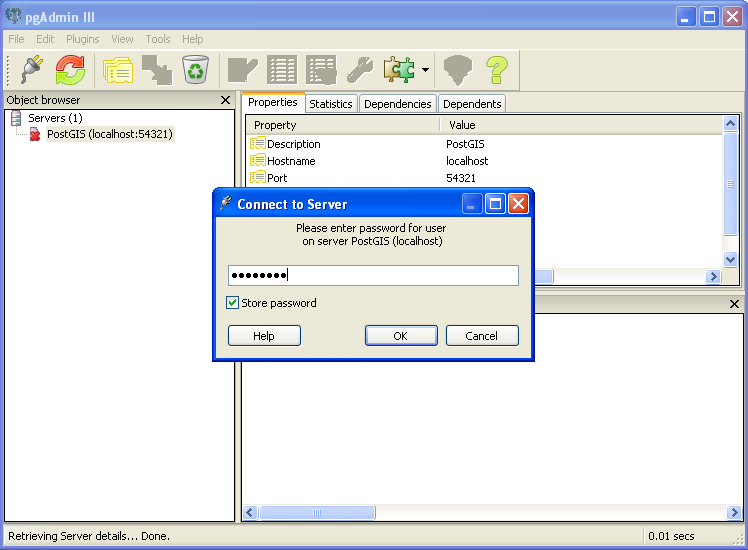 pgAdmin III
File Edit Plugins View Tools Help
Object browser
Servers (1)
PostGIS (localhost:54321)
Properties Statistics Dependencies Dependents
Property Value
Description PostGIS
Hostname localhost
Port 54321
Connect to Server
Please enter password for user
on server PostGIS (localhost)
Store password
Help OK Cancel
Retrieving Server details... Done. 0.01 secs